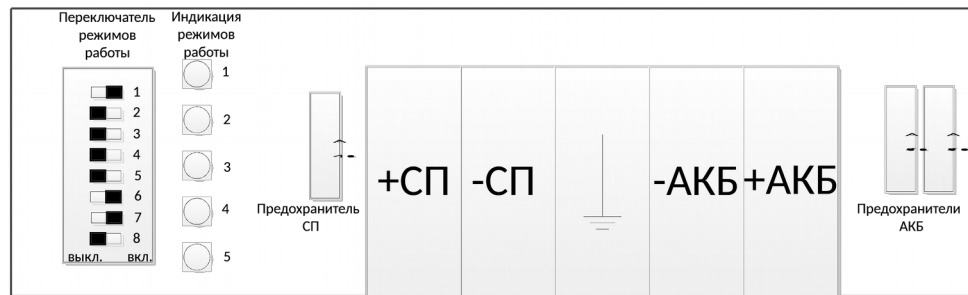 Переключатель
режимов
работы
Индикация
режимов
работы
1
2
3
4
5
6
7
8
выкл. вкл.
1
2
3
4
5
Предохранитель
СП
+СП -СП -АКБ +АКБ
Предохранители
АКБ